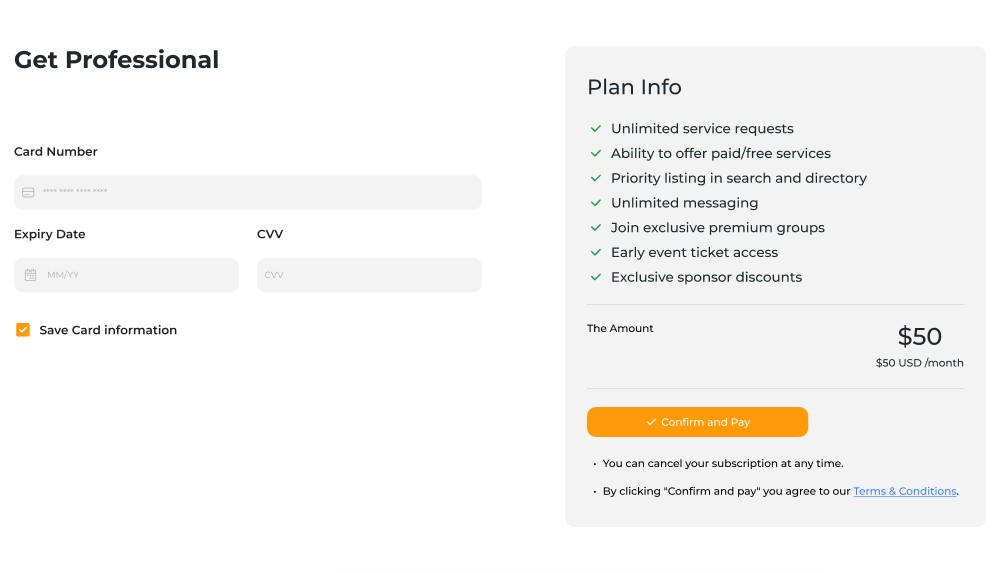 Get Professional
Card Number
**** **** **** ****
Expiry Date
CVV
MM/YY
CVV
Save Card information
Plan Info
Unlimited service requests
Ability to offer paid/free services
Priority listing in search and directory
Unlimited messaging
Join exclusive premium groups
Early event ticket access
Exclusive sponsor discounts
The Amount
$50
$50 USD /month
Confirm and Pay
• You can cancel your subscription at any time.
• By clicking "Confirm and pay" you agree to our Terms & Conditions.